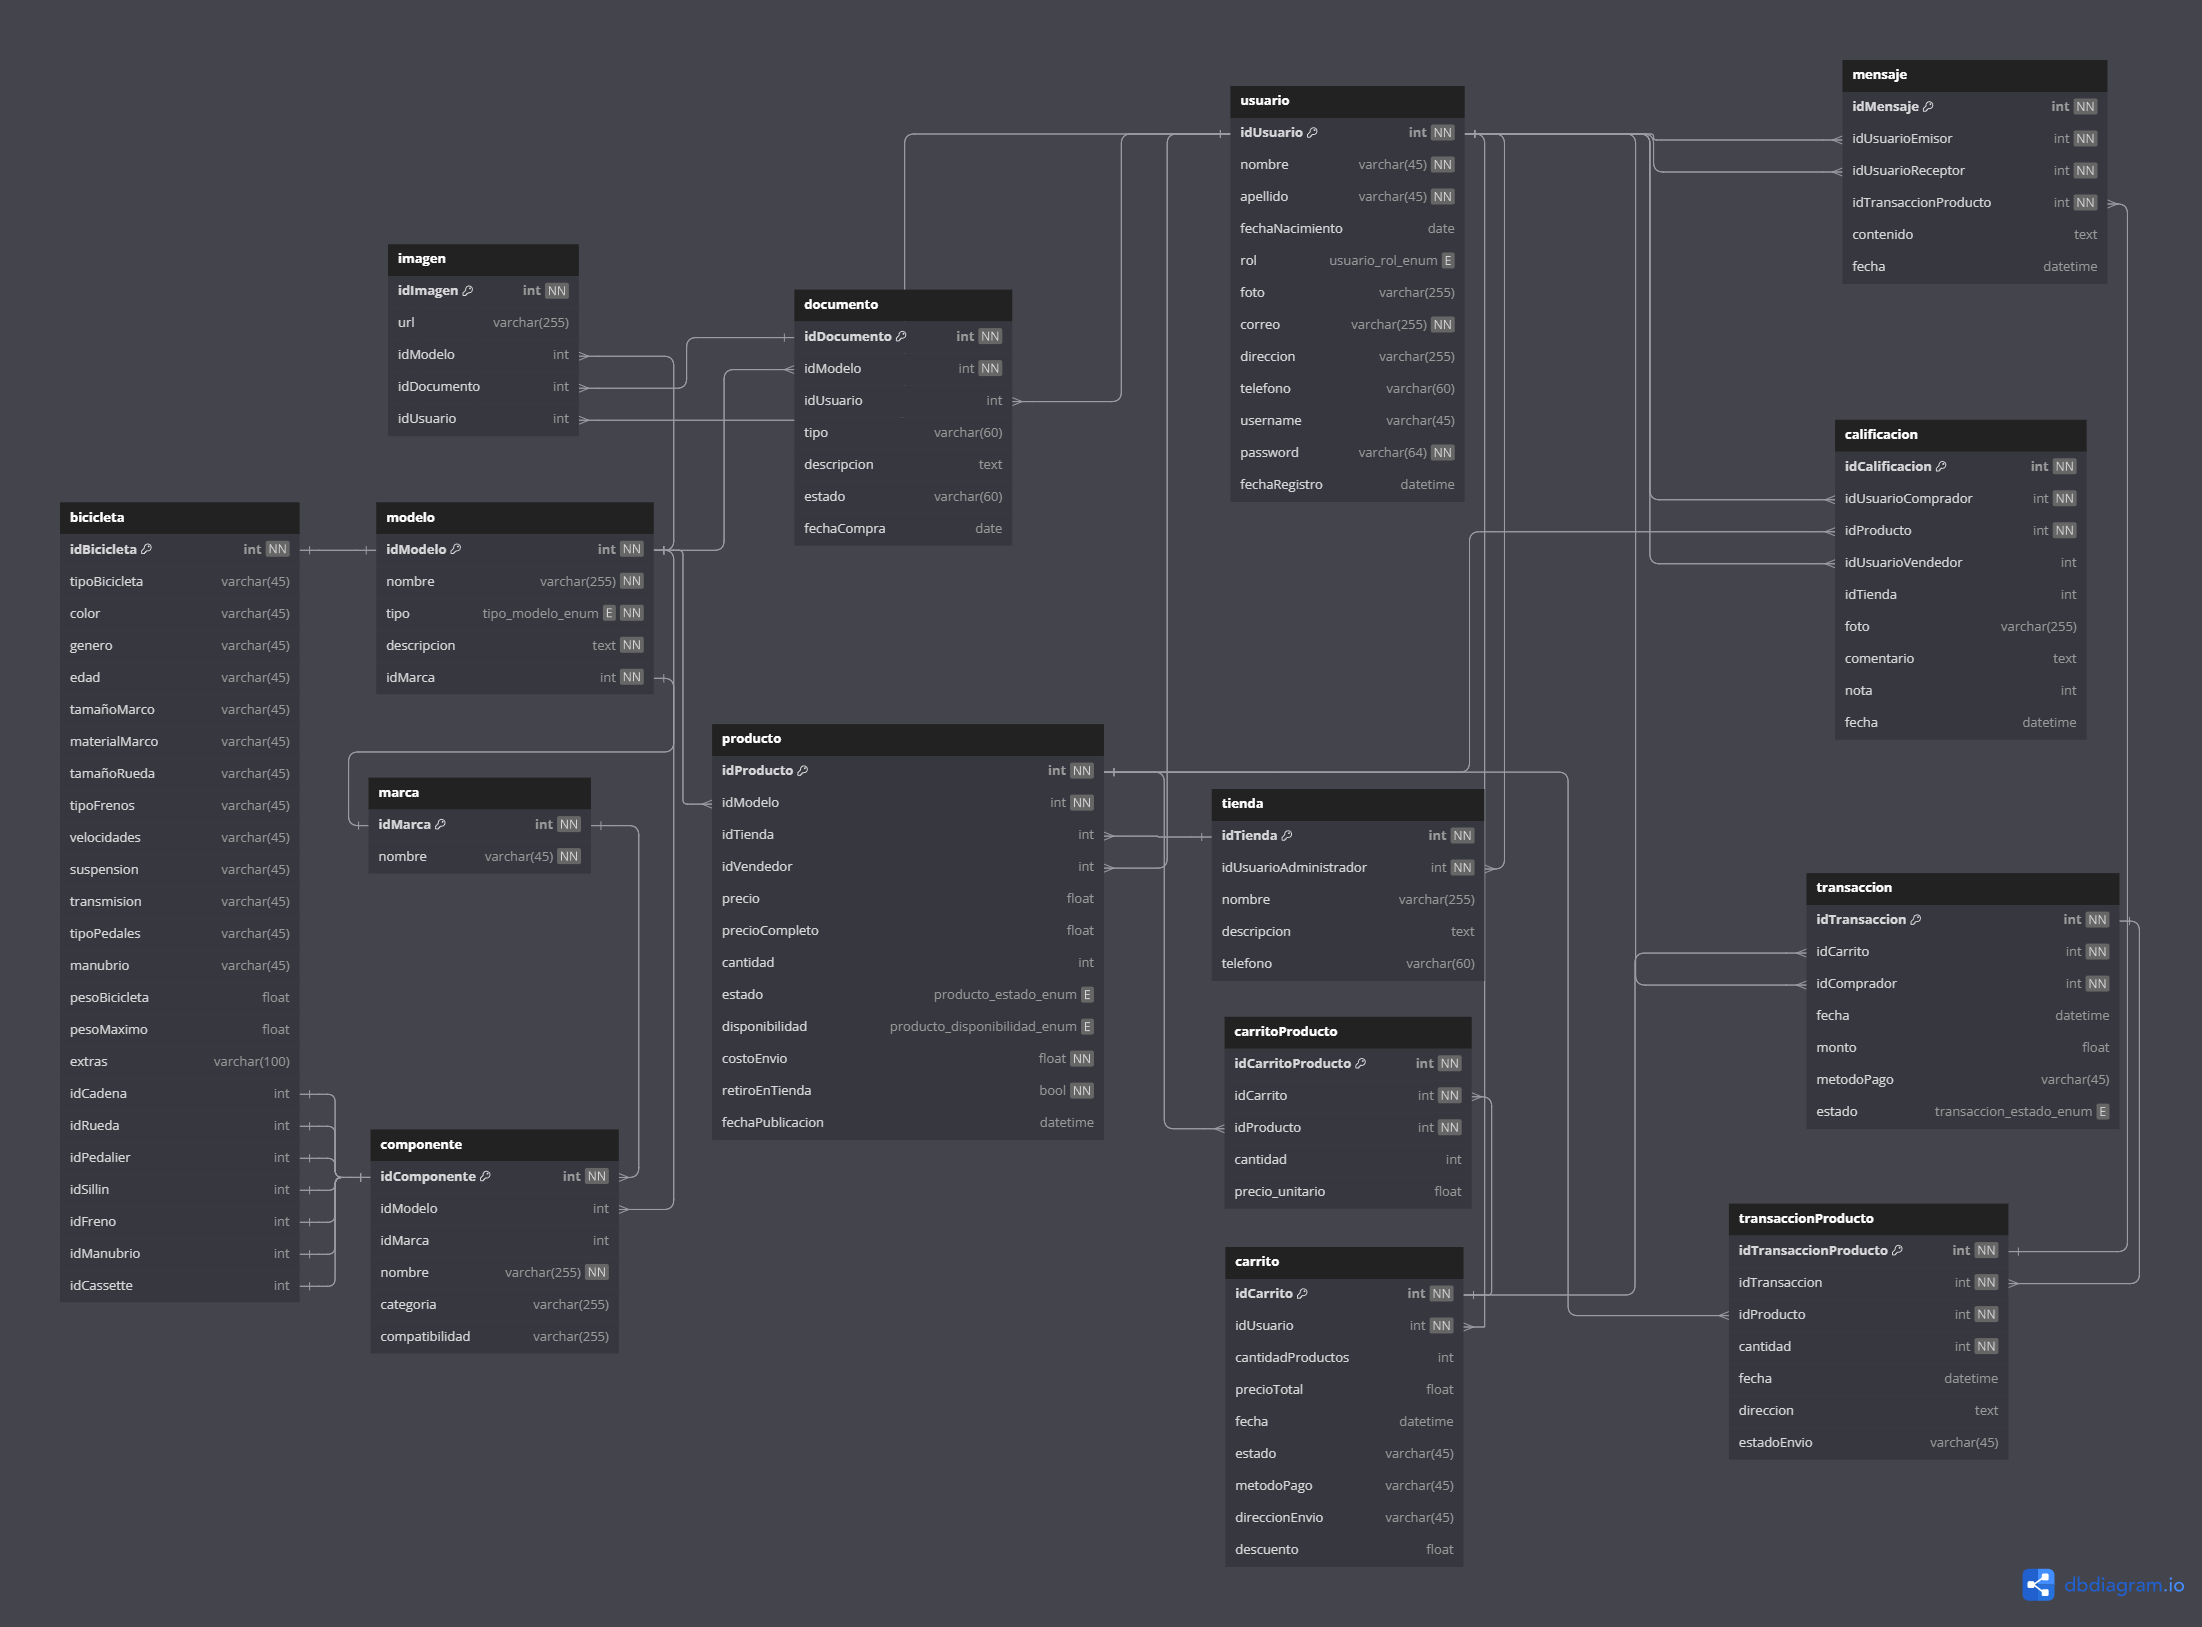 mensaje
idMensaje int NN
idUsuarioEmisor int NN
idUsuarioReceptor int NN
idTransaccionProducto int NN
contenido text
fecha datetime
usuario
idUsuario int NN
nombre varchar(45) NN
apellido varchar(45) NN
fechaNacimiento date
rol usuario_rol_enum E
foto varchar(255)
correo varchar(255) NN
direccion varchar(255)
telefono varchar(60)
username varchar(45)
password varchar(64) NN
fechaRegistro datetime
imagen
idImagen int NN
url varchar(255)
idModelo int
idDocumento int
idUsuario int
documento
idDocumento int NN
idModelo int NN
idUsuario int
tipo varchar(60)
descripcion text
estado varchar(60)
fechaCompra date
calificacion
idCalificacion int NN
idUsuarioComprador int NN
idProducto int NN
idUsuarioVendedor int
idTienda int
foto varchar(255)
comentario text
nota int
fecha datetime
bicicleta
idBicicleta int NN
tipoBicicleta varchar(45)
color varchar(45)
genero varchar(45)
edad varchar(45)
tamañoMarco varchar(45)
materialMarco varchar(45)
tamañoRueda varchar(45)
tipoFrenos varchar(45)
velocidades varchar(45)
suspension varchar(45)
transmision varchar(45)
tipoPedales varchar(45)
manubrio varchar(45)
pesoBicicleta float
pesoMaximo float
extras varchar(100)
idCadena int
idRueda int
idPedalier int
idSillin int
idFreno int
idManubrio int
idCassette int
modelo
idModelo int NN
nombre varchar(255) NN
tipo tipo_modelo_enum E NN
descripcion text NN
idMarca int NN
marca
idMarca int NN
nombre varchar(45) NN
componente
idComponente int NN
idModelo int
idMarca int
nombre varchar(255) NN
categoria varchar(255)
compatibilidad varchar(255)
producto
idProducto int NN
idModelo int NN
idTienda int
idVendedor int
precio float
precioCompleto float
cantidad int
estado producto_estado_enum E
disponibilidad producto_disponibilidad_enum E
costoEnvio float NN
retiroEnTienda bool NN
fechaPublicacion datetime
tienda
idTienda int NN
idUsuarioAdministrador int NN
nombre varchar(255)
descripcion text
telefono varchar(60)
carritoProducto
idCarritoProducto int NN
idCarrito int NN
idProducto int NN
cantidad int
precio_unitario float
carrito
idCarrito int NN
idUsuario int NN
cantidadProductos int
precioTotal float
fecha datetime
estado varchar(45)
metodoPago varchar(45)
direccionEnvio varchar(45)
descuento float
transaccion
idTransaccion int NN
idCarrito int NN
idComprador int NN
fecha datetime
monto float
metodoPago varchar(45)
estado transaccion_estado_enum E
transaccionProducto
idTransaccionProducto int NN
idTransaccion int NN
idProducto int NN
cantidad int NN
fecha datetime
direccion text
estadoEnvio varchar(45)
dbdiagram.io